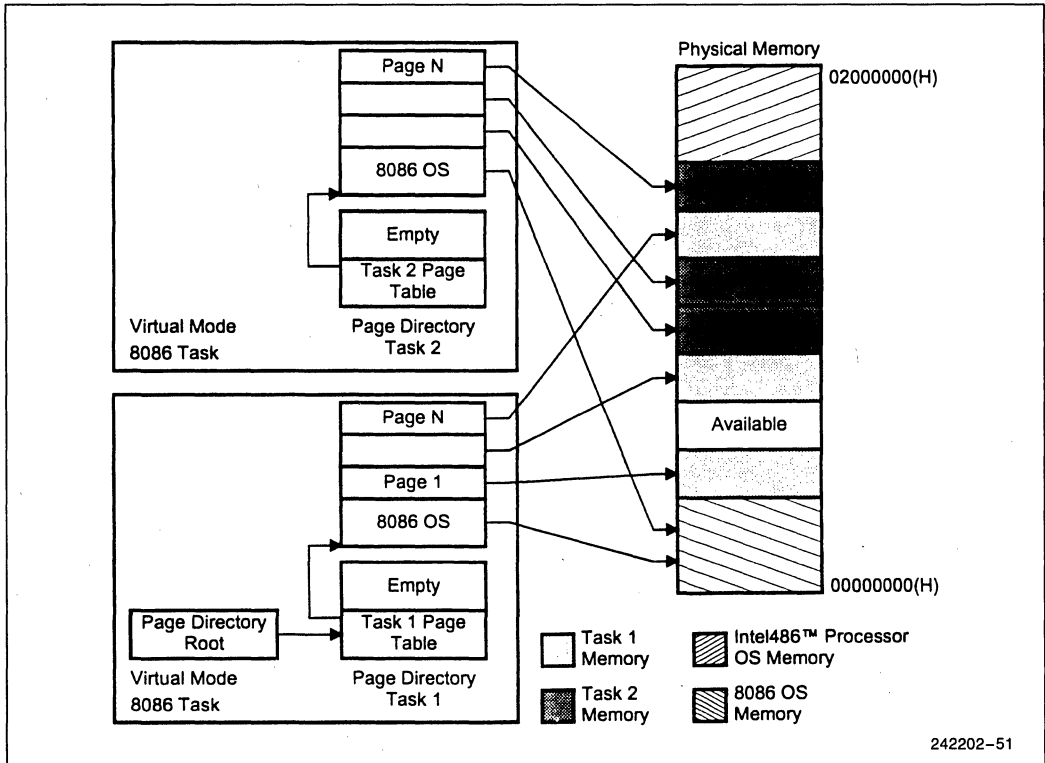 Page N
8086 OS
Empty
Task 2 Page
Table
Virtual Mode
8086 Task
Page Directory
Task 2
Page N
Page 1
8086 OS
Empty
Task 1 Page
Table
Page Directory
Root
Virtual Mode
8086 Task
Page Directory
Task 1
Physical Memory
02000000(H)
Available
00000000(H)
Task 1
Memory
Intel486™ Processor
OS Memory
Task 2
Memory
8086 OS
Memory
242202-51